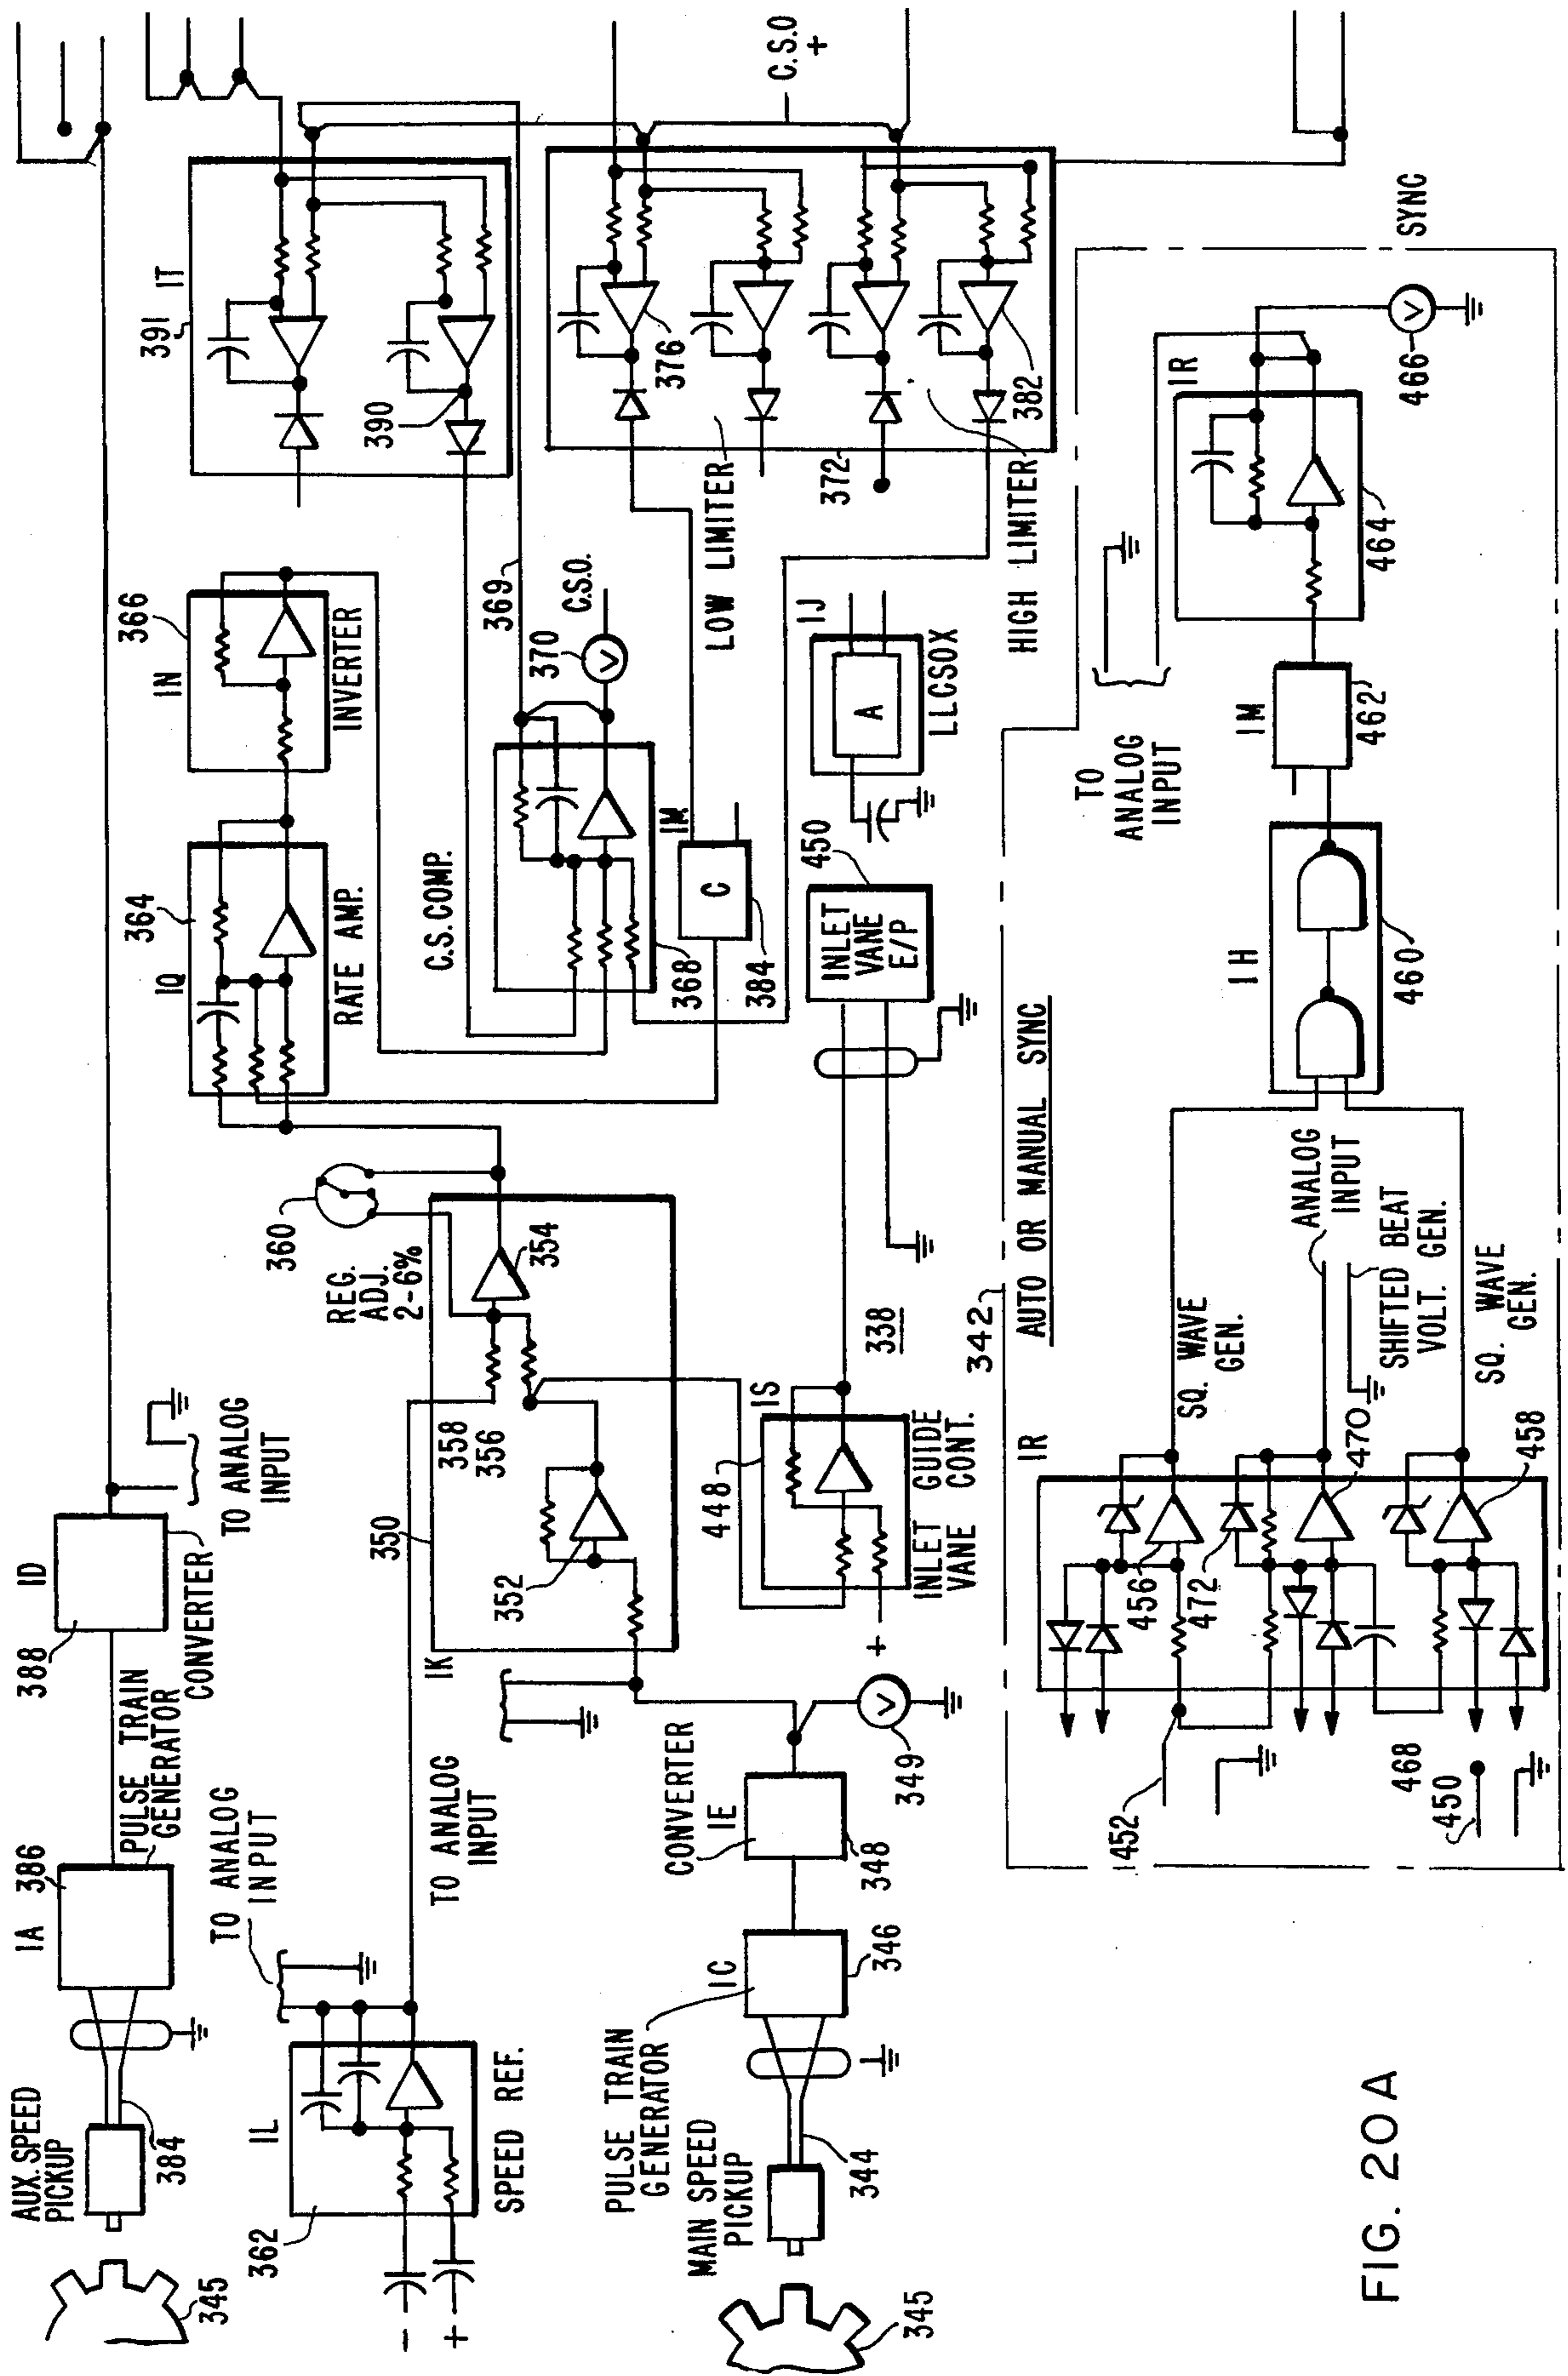 AUX. SPEED
PICKUP
384
345
IA
386
PULSE TRAIN
GENERATOR
ID
388
CONVERTER
TO ANALOG
INPUT
TO ANALOG
INPUT
IL
362
SPEED REF.
-
+
TO ANALOG
INPUT
PULSE TRAIN
GENERATOR
MAIN SPEED
PICKUP
344
345
IC
346
CONVERTER
IE
348
349
V
IK
350
352
354
358
356
360
REG.
ADJ.
2-6%
IQ
364
RATE AMP.
IN
366
INVERTER
C.S. COMP.
368
369
370
V
C.S.O.
IM
C
384
IT
391
390
376
LOW LIMITER
372
382
HIGH LIMITER
C.S.O
+
IS
448
INLET GUIDE
VANE CONT.
+
338
INLET
VANE
E/P
450
IJ
A
LLCSOX
342
AUTO OR MANUAL SYNC
SYNC
IR
452
456
472
470
458
468
450
SQ. WAVE
GEN.
ANALOG
INPUT
SHIFTED BEAT
VOLT. GEN.
SQ. WAVE
GEN.
IH
460
IM
462
TO
ANALOG
INPUT
IR
464
466
V
FIG. 20A